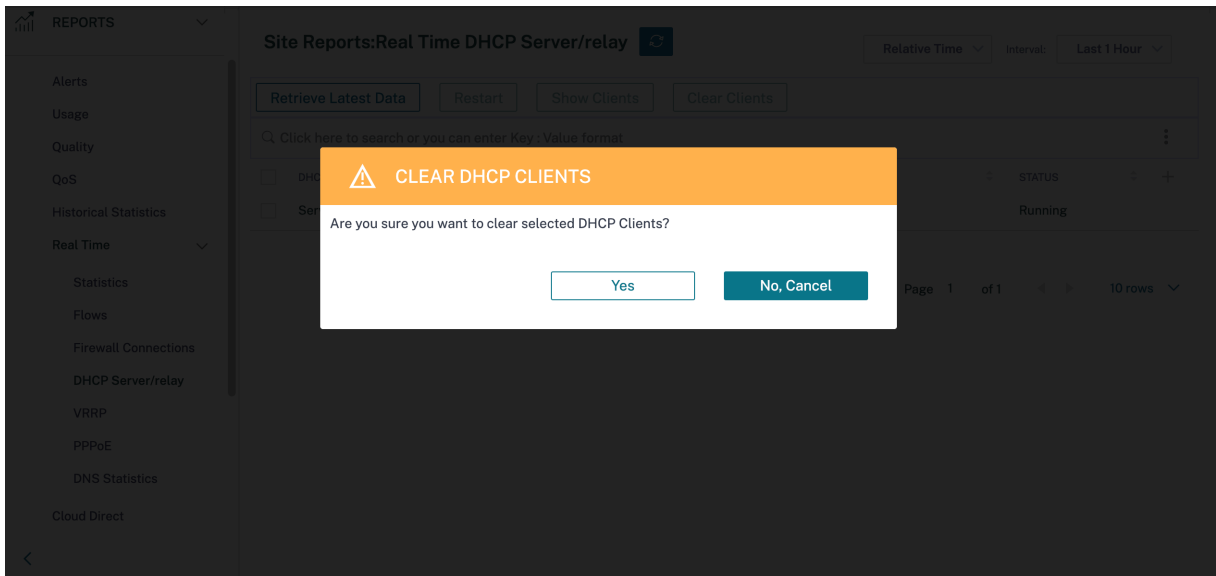 REPORTS
Site Reports:Real Time DHCP Server/relay
Relative Time
Interval:
Last 1 Hour
Alerts
Usage
Quality
QoS
Historical Statistics
Real Time
Statistics
Flows
Firewall Connections
DHCP Server/relay
VRRP
PPPoE
DNS Statistics
Cloud Direct
Retrieve Latest Data
Restart
Show Clients
Clear Clients
Click here to search or you can enter Key : Value format
DHC
STATUS
Ser
Running
CLEAR DHCP CLIENTS
Are you sure you want to clear selected DHCP Clients?
Yes
No, Cancel
Page 1 of 1
10 rows